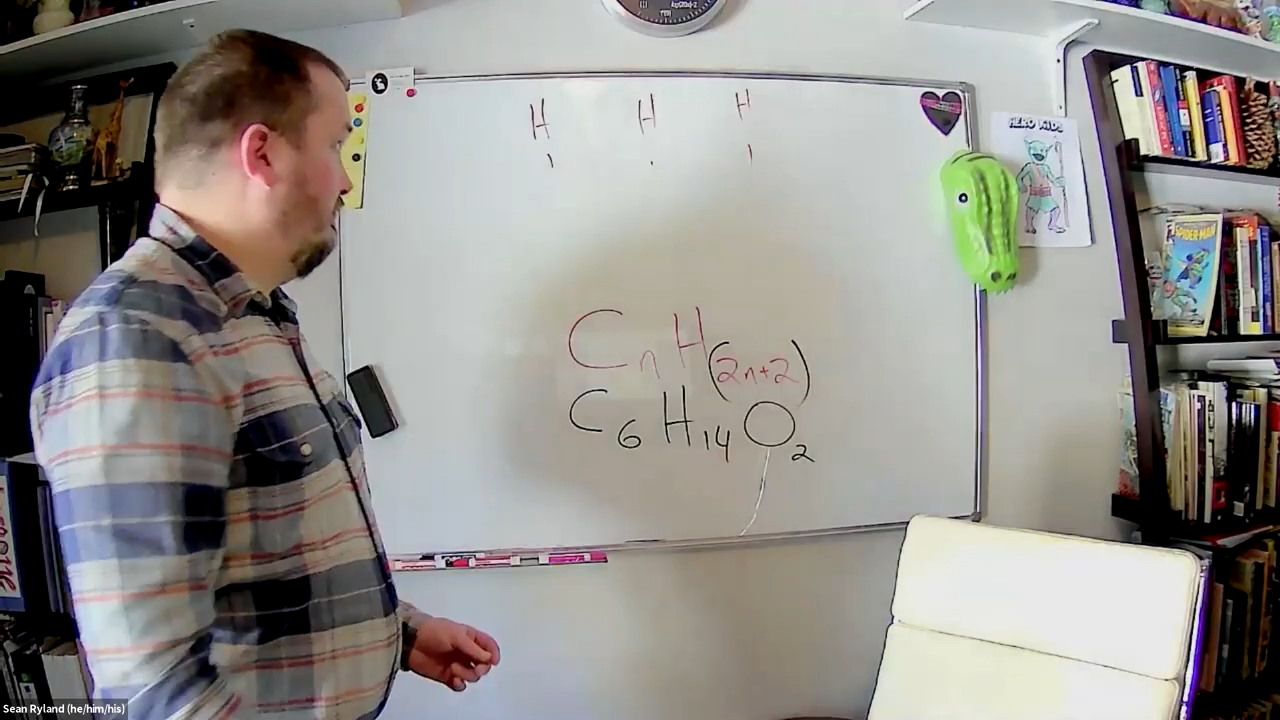 H H H
HERO KIDS
SPIDER-MAN
CnH(2n+2)
C6H14O2
Sean Ryland (he/him/his)